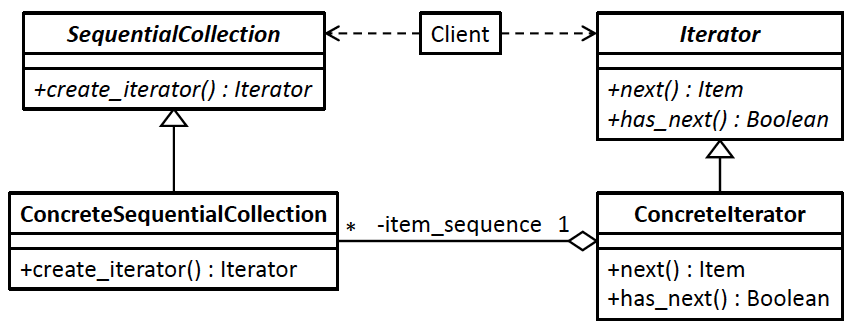 SequentialCollection
+create_iterator() : Iterator
Client
Iterator
+next() : Item
+has_next() : Boolean
ConcreteSequentialCollection
+create_iterator() : Iterator
* -item_sequence 1
ConcreteIterator
+next() : Item
+has_next() : Boolean